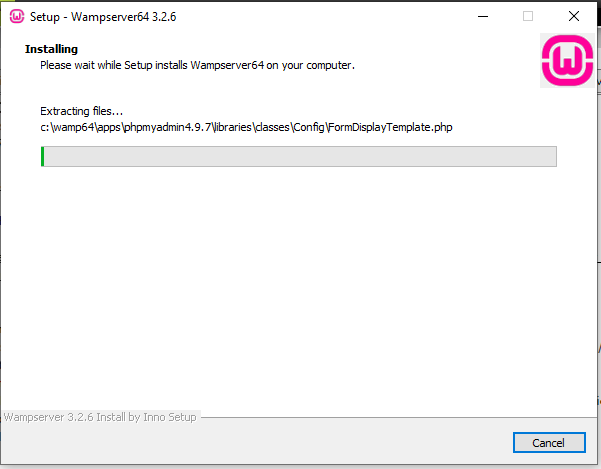 Setup - Wampserver64 3.2.6
Installing
Please wait while Setup installs Wampserver64 on your computer.
Extracting files...
c:\wamp64\apps\phpmyadmin4.9.7\libraries\classes\Config\FormDisplayTemplate.php
Wampserver 3.2.6 Install by Inno Setup
Cancel